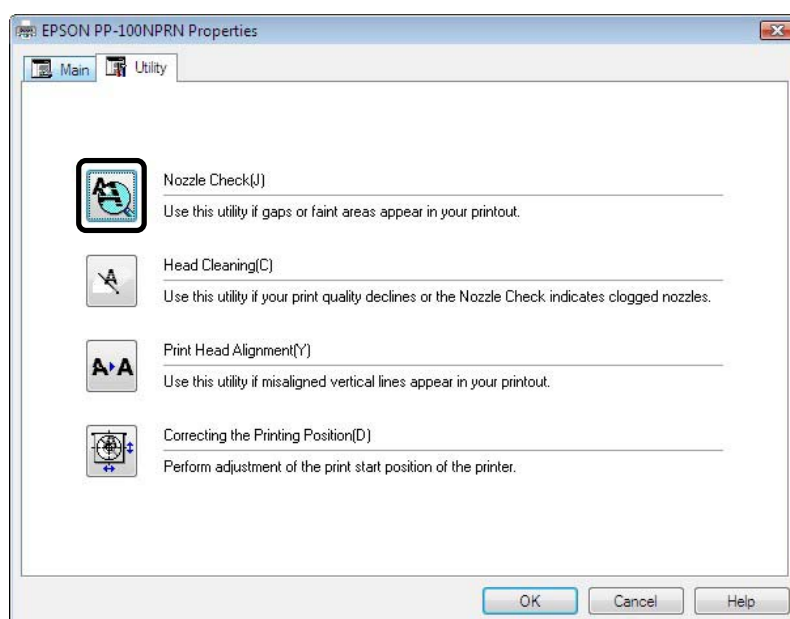 EPSON PP-100NPRN Properties
Main Utility
Nozzle Check(J)
Use this utility if gaps or faint areas appear in your printout.
Head Cleaning(C)
Use this utility if your print quality declines or the Nozzle Check indicates clogged nozzles.
Print Head Alignment(Y)
Use this utility if misaligned vertical lines appear in your printout.
Correcting the Printing Position(D)
Perform adjustment of the print start position of the printer.
OK Cancel Help